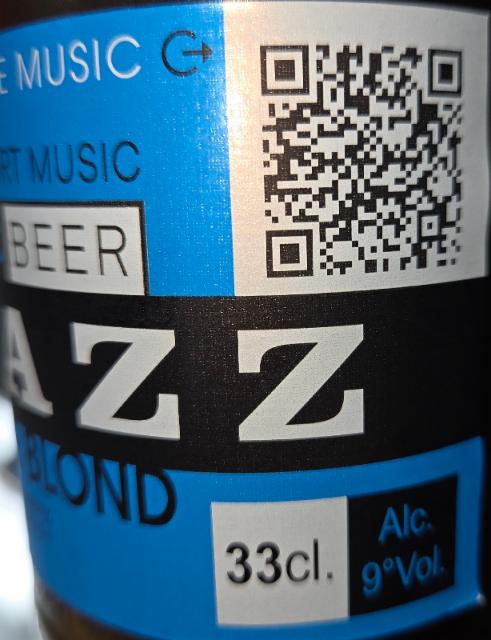 E MUSIC
RT MUSIC
BEER
AZZ
BLOND
33cl.
Alc.
9°Vol.